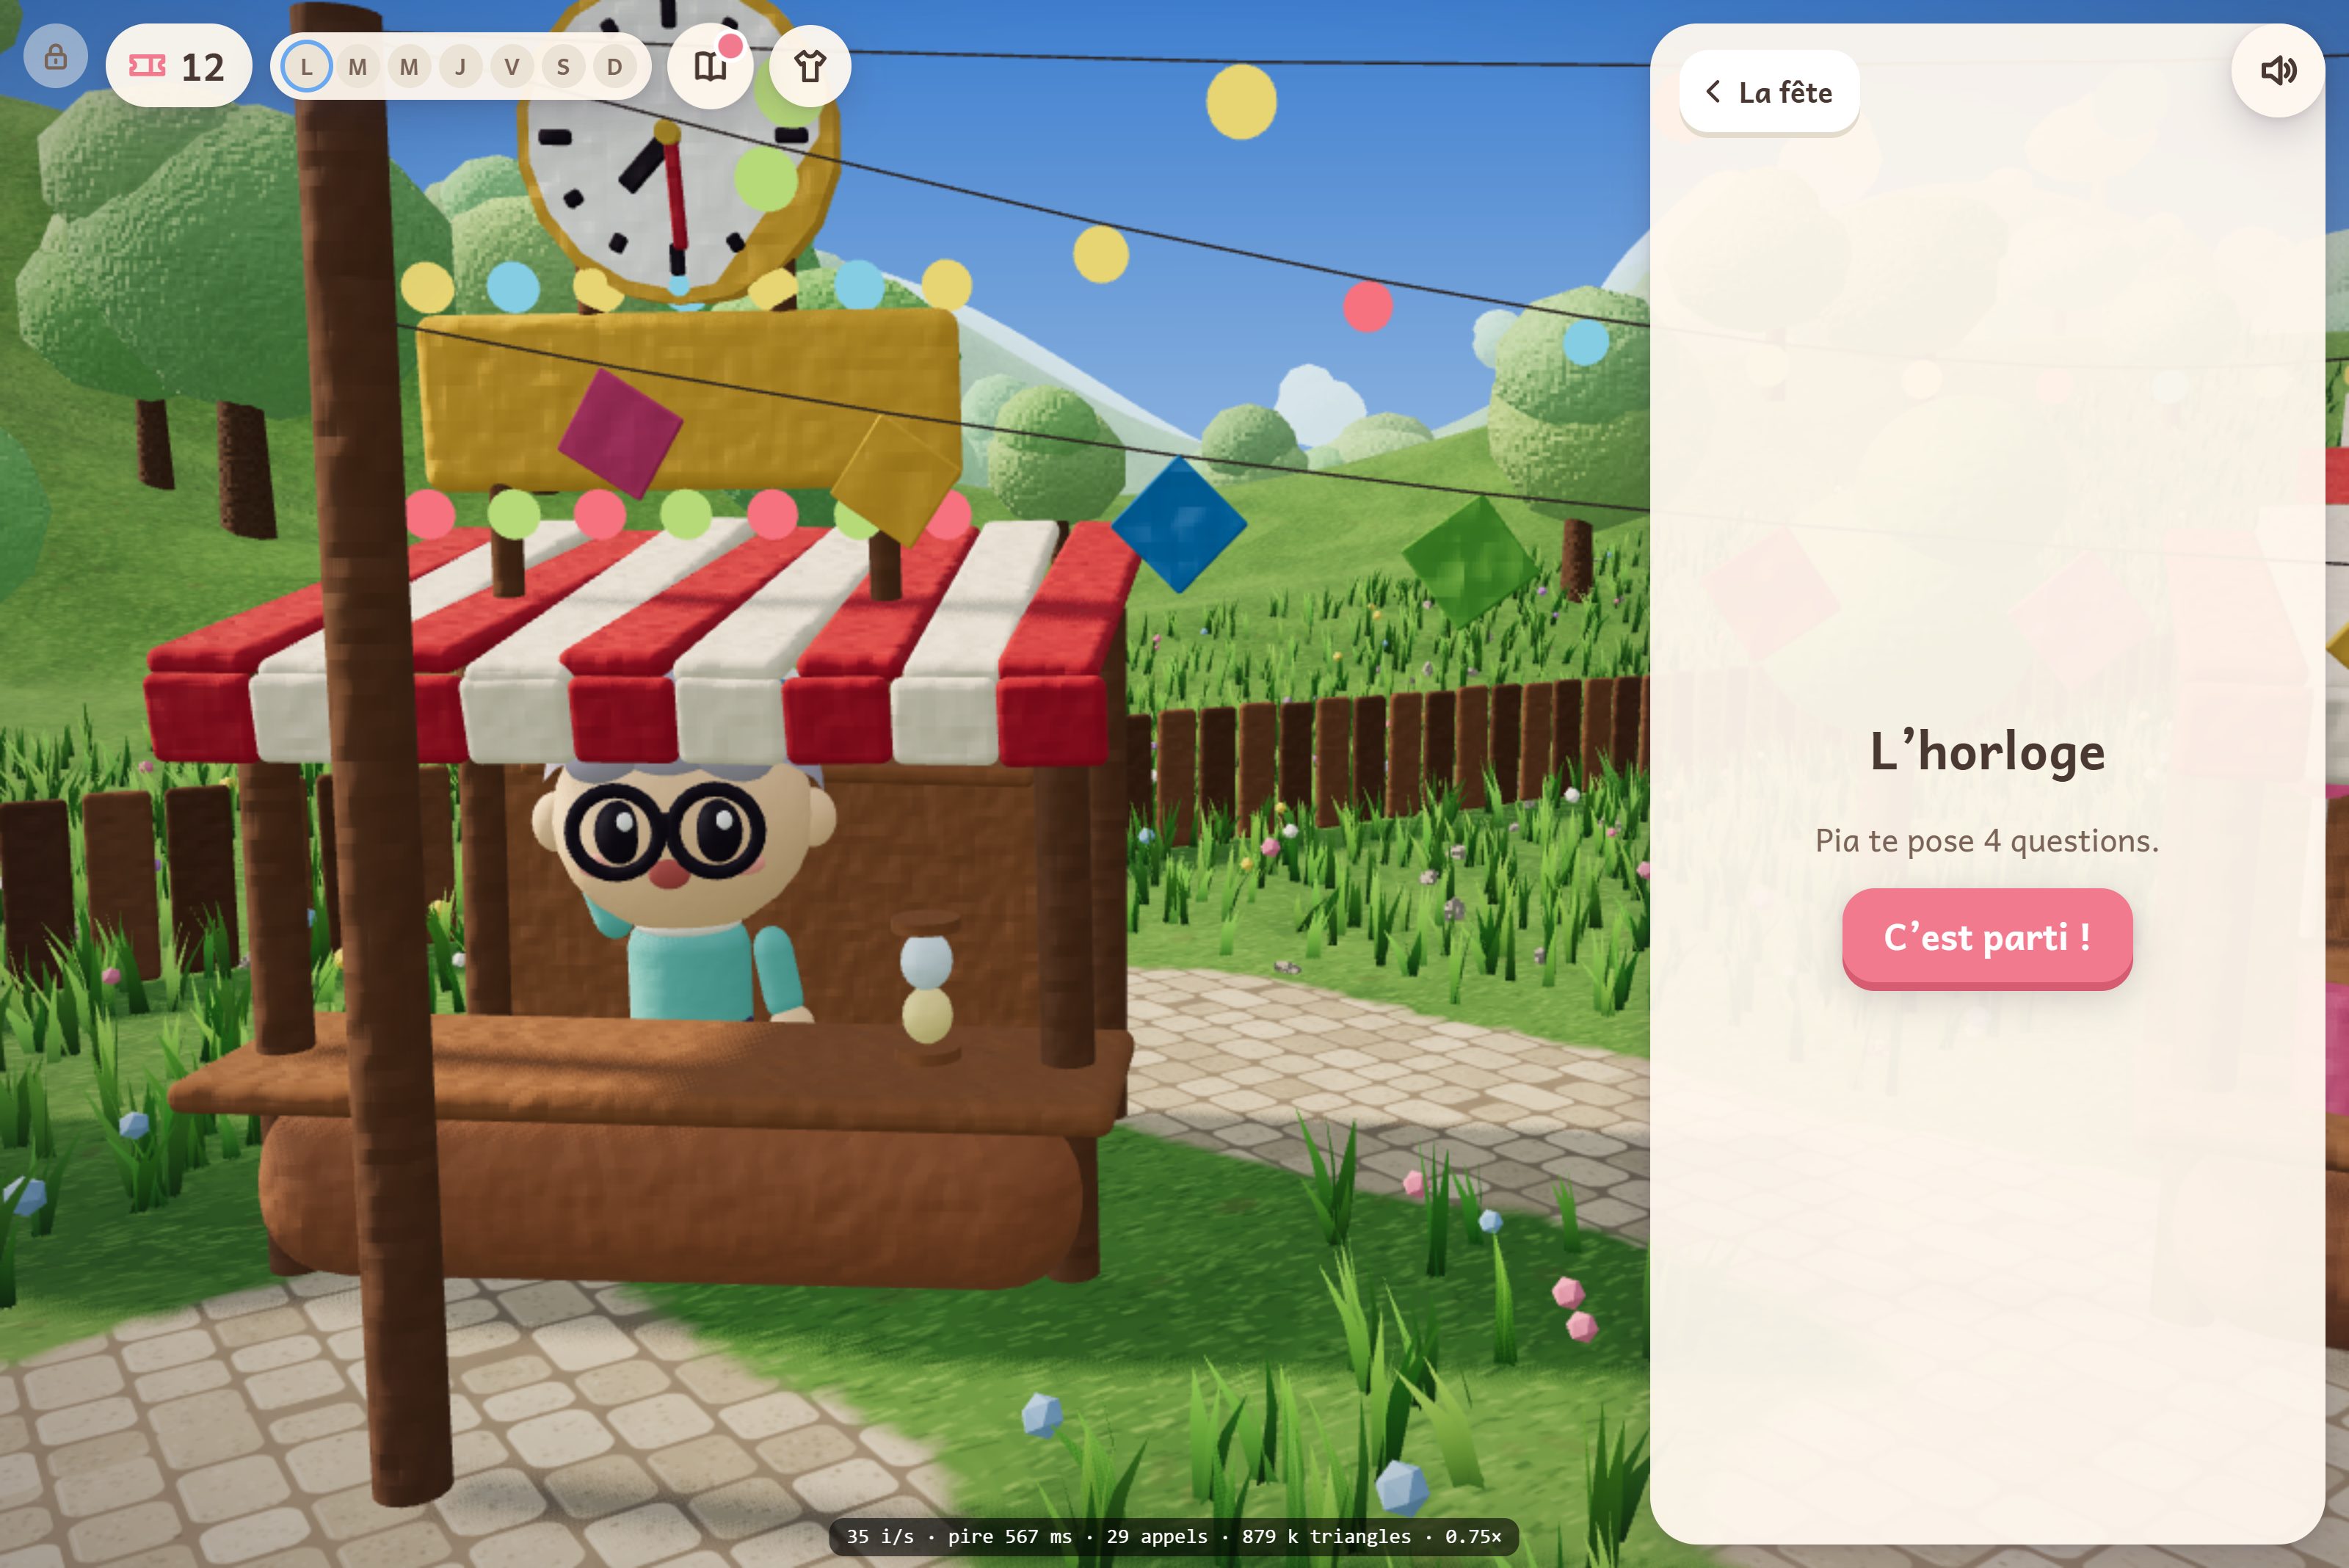 12
L M M J V S D
La fête
L’horloge
Pia te pose 4 questions.
C’est parti !
35 i/s · pire 567 ms · 29 appels · 879 k triangles · 0.75×